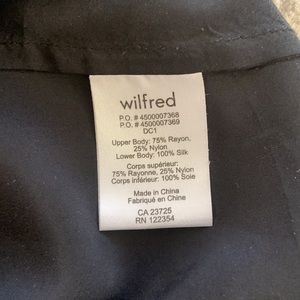 wilfred
P.O. # 4500007368
P.O. # 4500007369
DC1
Upper Body: 75% Rayon,
25% Nylon
Lower Body: 100% Silk
Corps supérieur:
75% Rayonne, 25% Nylon
Corps inférieur: 100% Soie
Made in China
Fabriqué en Chine
CA 23725
RN 122354